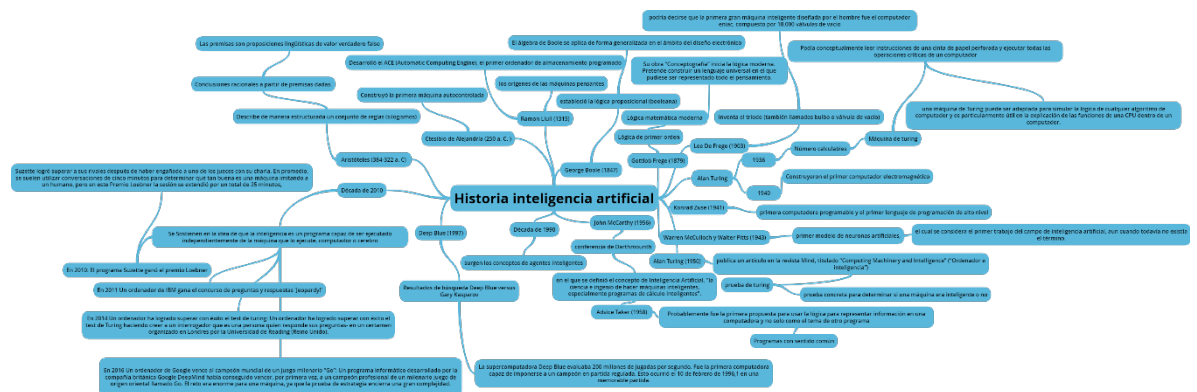 podría decirse que la primera gran máquina inteligente diseñada por el hombre fue el computador
eniac, compuesto por 18.000 válvulas de vacío
Las premisas son proposiciones lingüísticas de valor verdadero falso
El álgebra de Boole se aplica de forma generalizada en el ámbito del diseño electrónico
Podía conceptualmente leer instrucciones de una cinta de papel perforada y ejecutar todas las
operaciones críticas de un computador
Desarrolló el ACE (Automatic Computing Engine), el primer ordenador de almacenamiento programado
Su obra "Conceptografía" inicia la lógica moderna.
Pretende construir un lenguaje universal en el que
pudiese ser representado todo el pensamiento.
Conclusiones racionales a partir de premisas dadas
los orígenes de las máquinas pensantes
Construyó la primera máquina autocontrolada
estableció la lógica proposicional (booleana)
una máquina de Turing puede ser adaptada para simular la lógica de cualquier algoritmo de
computador y es particularmente útil en la explicación de las funciones de una CPU dentro de un
computador.
Describe de manera estructurada un conjunto de reglas (silogismos)
Ramon Llull (1315)
Lógica matemática moderna
inventa el triodo (también llamados bulbo o válvula de vacío)
Ctesibio de Alejandría (250 a. C. )
Lógica de primer orden
Máquina de turing
Lee De Frege (1903)
Número calculables
Aristóteles (384-322 a. C)
Gottlob Frege (1879)
1936
George Boole (1847)
Suzette logró superar a sus rivales después de haber engañado a uno de los jueces con su charla. En promedio,
se suelen utilizar conversaciones de cinco minutos para determinar qué tan buena es una máquina imitando a
un humano, pero en este Premio Loebner la sesión se extendió por un total de 25 minutos,
Alan Turing
Construyeron el primer computador electromagnética
Década de 2010
1940
Historia inteligencia artificial
Konrad Zuse (1941)
primera computadora programable y el primer lenguaje de programación de alto nivel
John McCarthy (1956)
Década de 1990
Deep Blue (1997)
Se Sostienen en la idea de que la inteligencia es un programa capaz de ser ejecutado
independientemente de la máquina que lo ejecute, computador o cerebro
Warren McCulloch y Walter Pitts (1943)
primer modelo de neuronas artificiales,
el cual se considera el primer trabajo del campo de inteligencia artificial, aun cuando todavía no existía
el término.
conferencia de Darthmounth
surgen los conceptos de agentes inteligentes
Alan Turing (1950)
publica un artículo en la revista Mind, titulado "Computing Machinery and Intelligence" ("Ordenador e
inteligencia")
En 2010: El programa Suzette ganó el premio Loebner
En 2011 Un ordenador de IBM gana el concurso de preguntas y respuestas 'Jeopardy!'
Resultados de búsqueda Deep Blue versus
Gary Kasparov
en el que se definió el concepto de Inteligencia Artificial, "la
ciencia e ingenio de hacer máquinas inteligentes,
especialmente programas de cálculo inteligentes".
prueba de turing
prueba concreta para determinar si una máquina era inteligente o no
Advice Taker (1958)
Probablemente fue la primera propuesta para usar la lógica para representar información en una
computadora y no solo como el tema de otro programa
En 2014 Un ordenador ha logrado superar con éxito el test de turing: Un ordenador ha logrado superar con éxito el
test de Turing haciendo creer a un interrogador que es una persona quien responde sus preguntas- en un certamen
organizado en Londres por la Universidad de Reading (Reino Unido).
Programas con sentido común
En 2016 Un ordenador de Google vence al campeón mundial de un juego milenario "Go": Un programa informático desarrollado por la
compañía británica Google DeepMind había conseguido vencer, por primera vez, a un campeón profesional de un milenario juego de
origen oriental llamado Go. El reto era enorme para una máquina, ya que la prueba de estrategia encierra una gran complejidad.
La supercomputadora Deep Blue evaluaba 200 millones de jugadas por segundo. Fue la primera computadora
capaz de imponerse a un campeón en partida regulada. Esto ocurrió el 10 de febrero de 1996,1 en una
memorable partida.